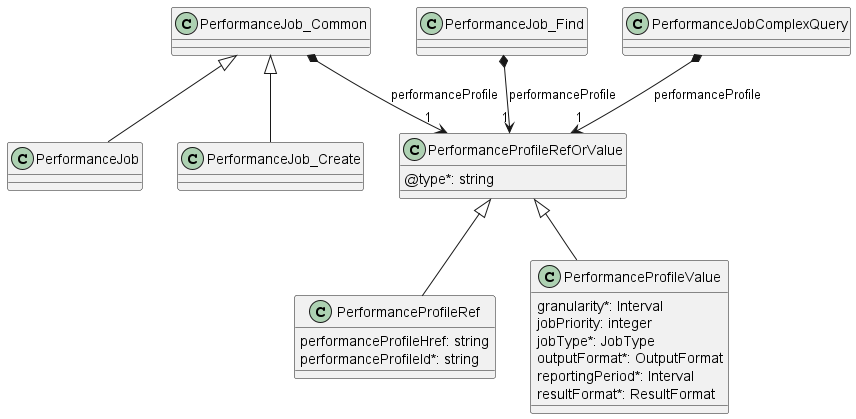 C PerformanceJob_Common
C PerformanceJob_Find
C PerformanceJobComplexQuery
performanceProfile
performanceProfile
performanceProfile
1
1
1
C PerformanceJob
C PerformanceJob_Create
C PerformanceProfileRefOrValue
@type*: string
C PerformanceProfileRef
performanceProfileHref: string
performanceProfileId*: string
C PerformanceProfileValue
granularity*: Interval
jobPriority: integer
jobType*: JobType
outputFormat*: OutputFormat
reportingPeriod*: Interval
resultFormat*: ResultFormat